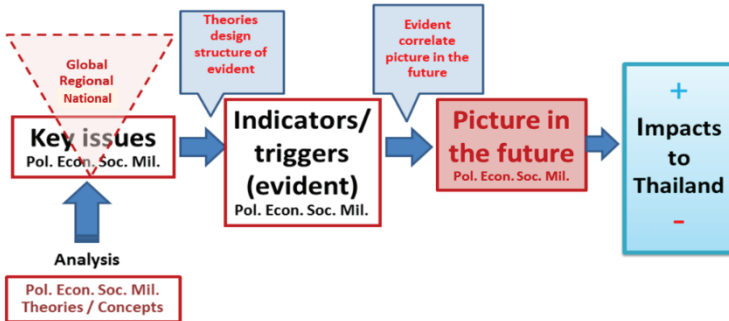 Global
Regional
National
Key issues
Pol. Econ. Soc. Mil.
Analysis
Pol. Econ. Soc. Mil.
Theories / Concepts
Theories
design
structure of
evident
Indicators/
triggers
(evident)
Pol. Econ. Soc. Mil.
Evident
correlate
picture in the
future
Picture in
the future
Pol. Econ. Soc. Mil.
+
Impacts
to
Thailand
-